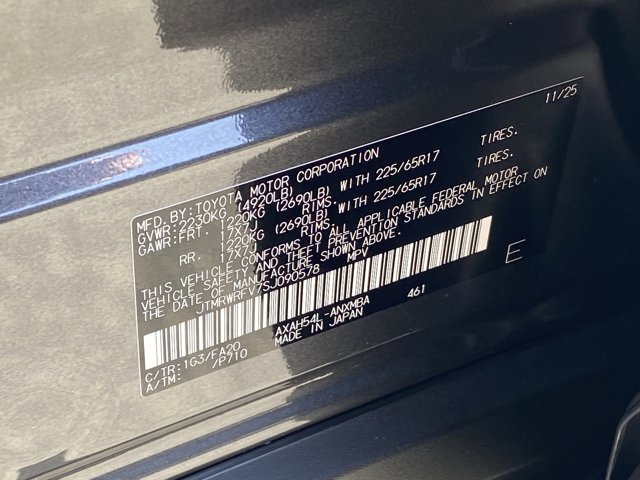 11/25
MFD.BY:TOYOTA MOTOR CORPORATION
GVWR:2230KG (4920LB)
GAWR:FRT. 1220KG (2690LB) WITH 225/65R17 TIRES.
17X7J RIMS.
RR. 1220KG (2690LB) WITH 225/65R17 TIRES.
17X7J RIMS.
THIS VEHICLE CONFORMS TO ALL APPLICABLE FEDERAL MOTOR
VEHICLE SAFETY AND THEFT PREVENTION STANDARDS IN EFFECT ON
THE DATE OF MANUFACTURE SHOWN ABOVE.
JTMRWRFV7SJ090578 MPV
E
C/TR:1G3/FA20 AXAH54L-ANXMBA 461
A/TM: /P710 MADE IN JAPAN